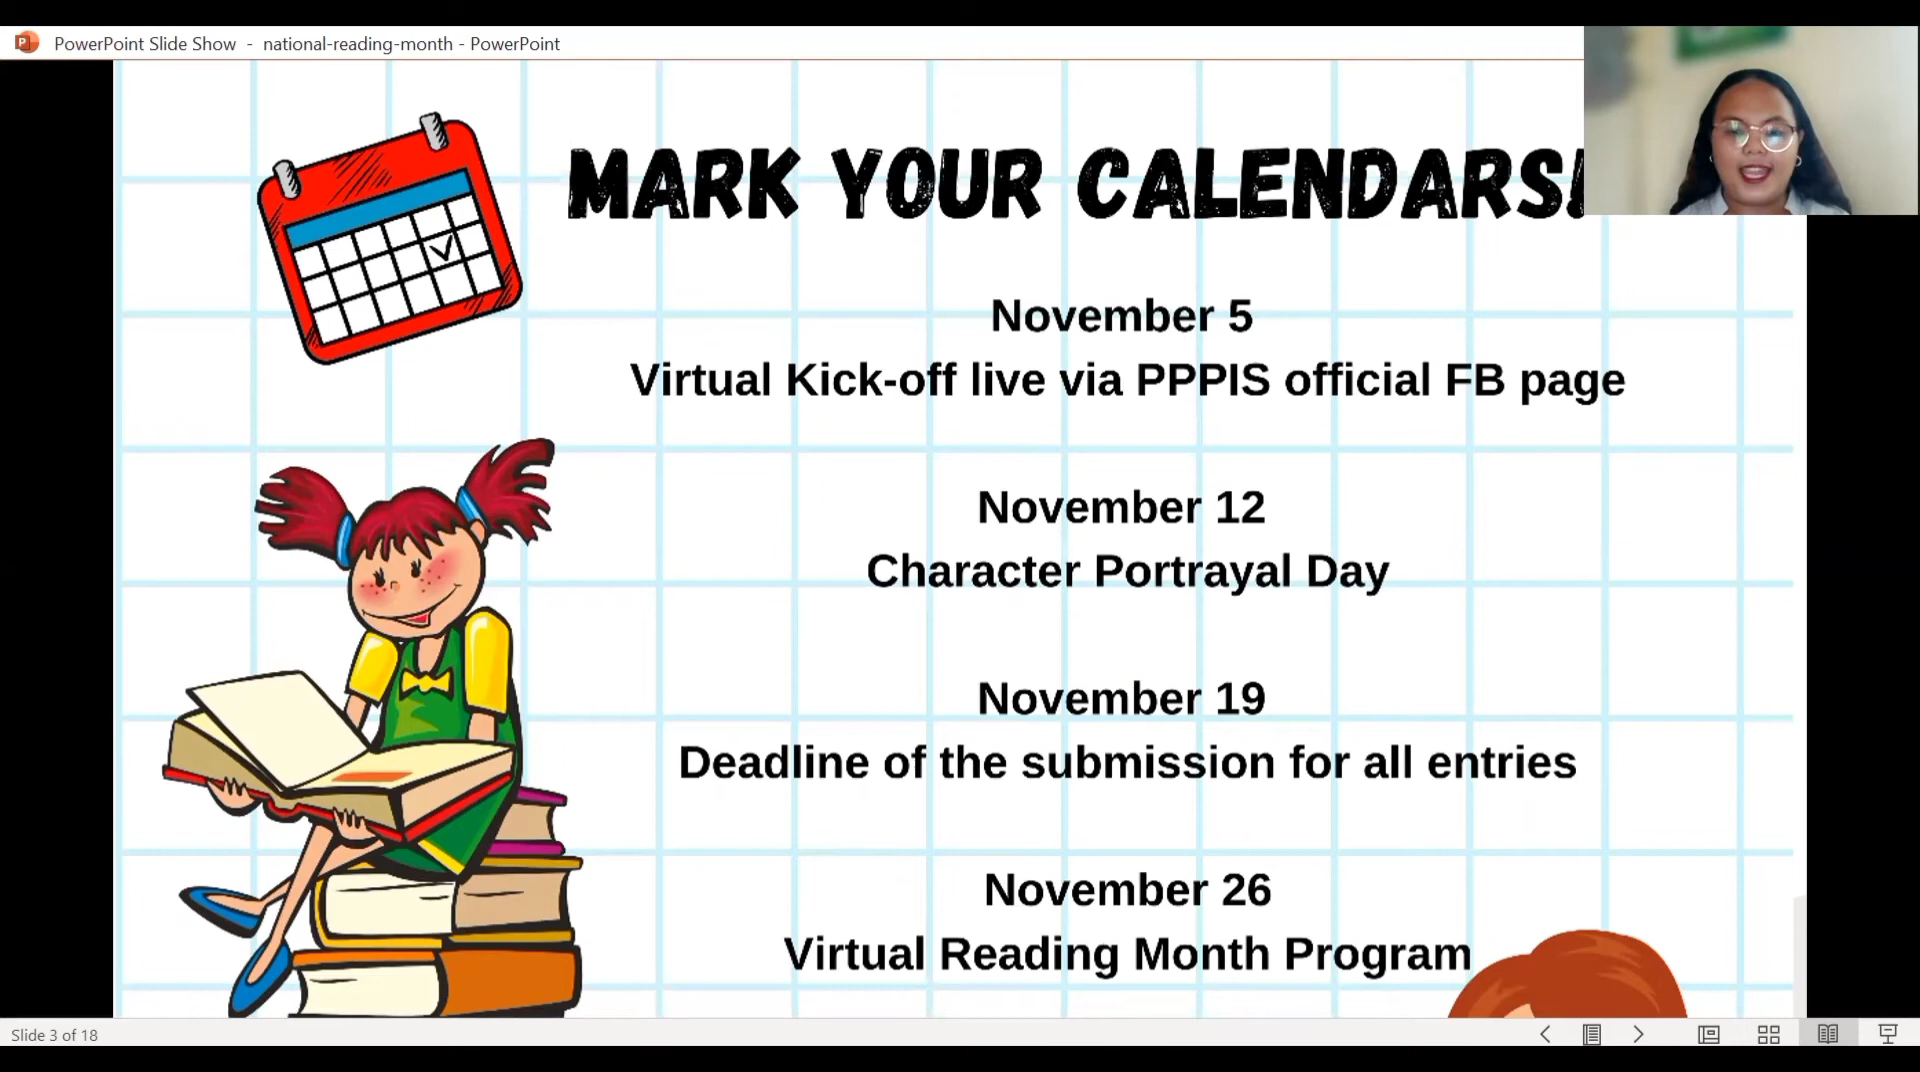 PowerPoint Slide Show - national-reading-month - PowerPoint
MARK YOUR CALENDARS!
November 5
Virtual Kick-off live via PPPIS official FB page
November 12
Character Portrayal Day
November 19
Deadline of the submission for all entries
November 26
Virtual Reading Month Program
Slide 3 of 18